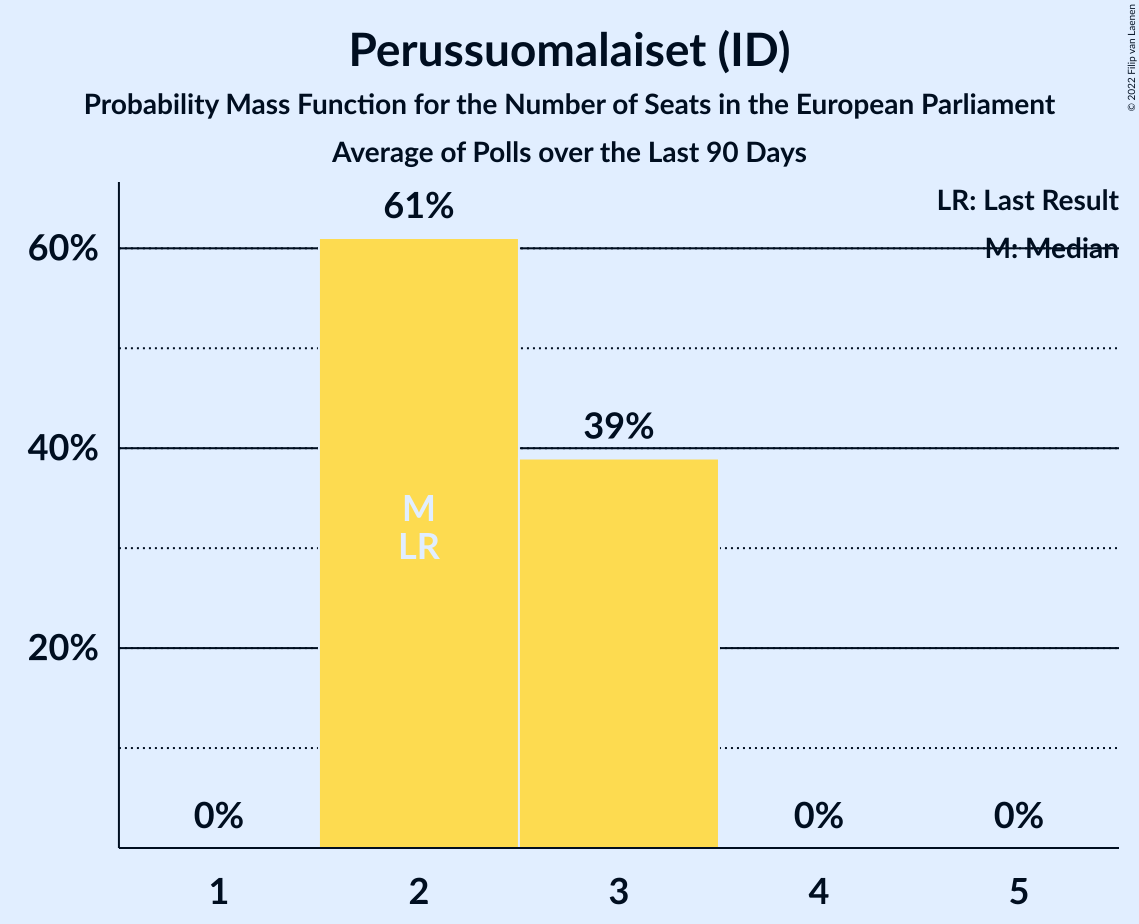 Perussuomalaiset (ID)
Probability Mass Function for the Number of Seats in the European Parliament
Average of Polls over the Last 90 Days
© 2022 Filip van Laenen
LR: Last Result
M: Median
61%
60%
39%
40%
M
LR
20%
0%
0%
0%
1
2
3
4
5